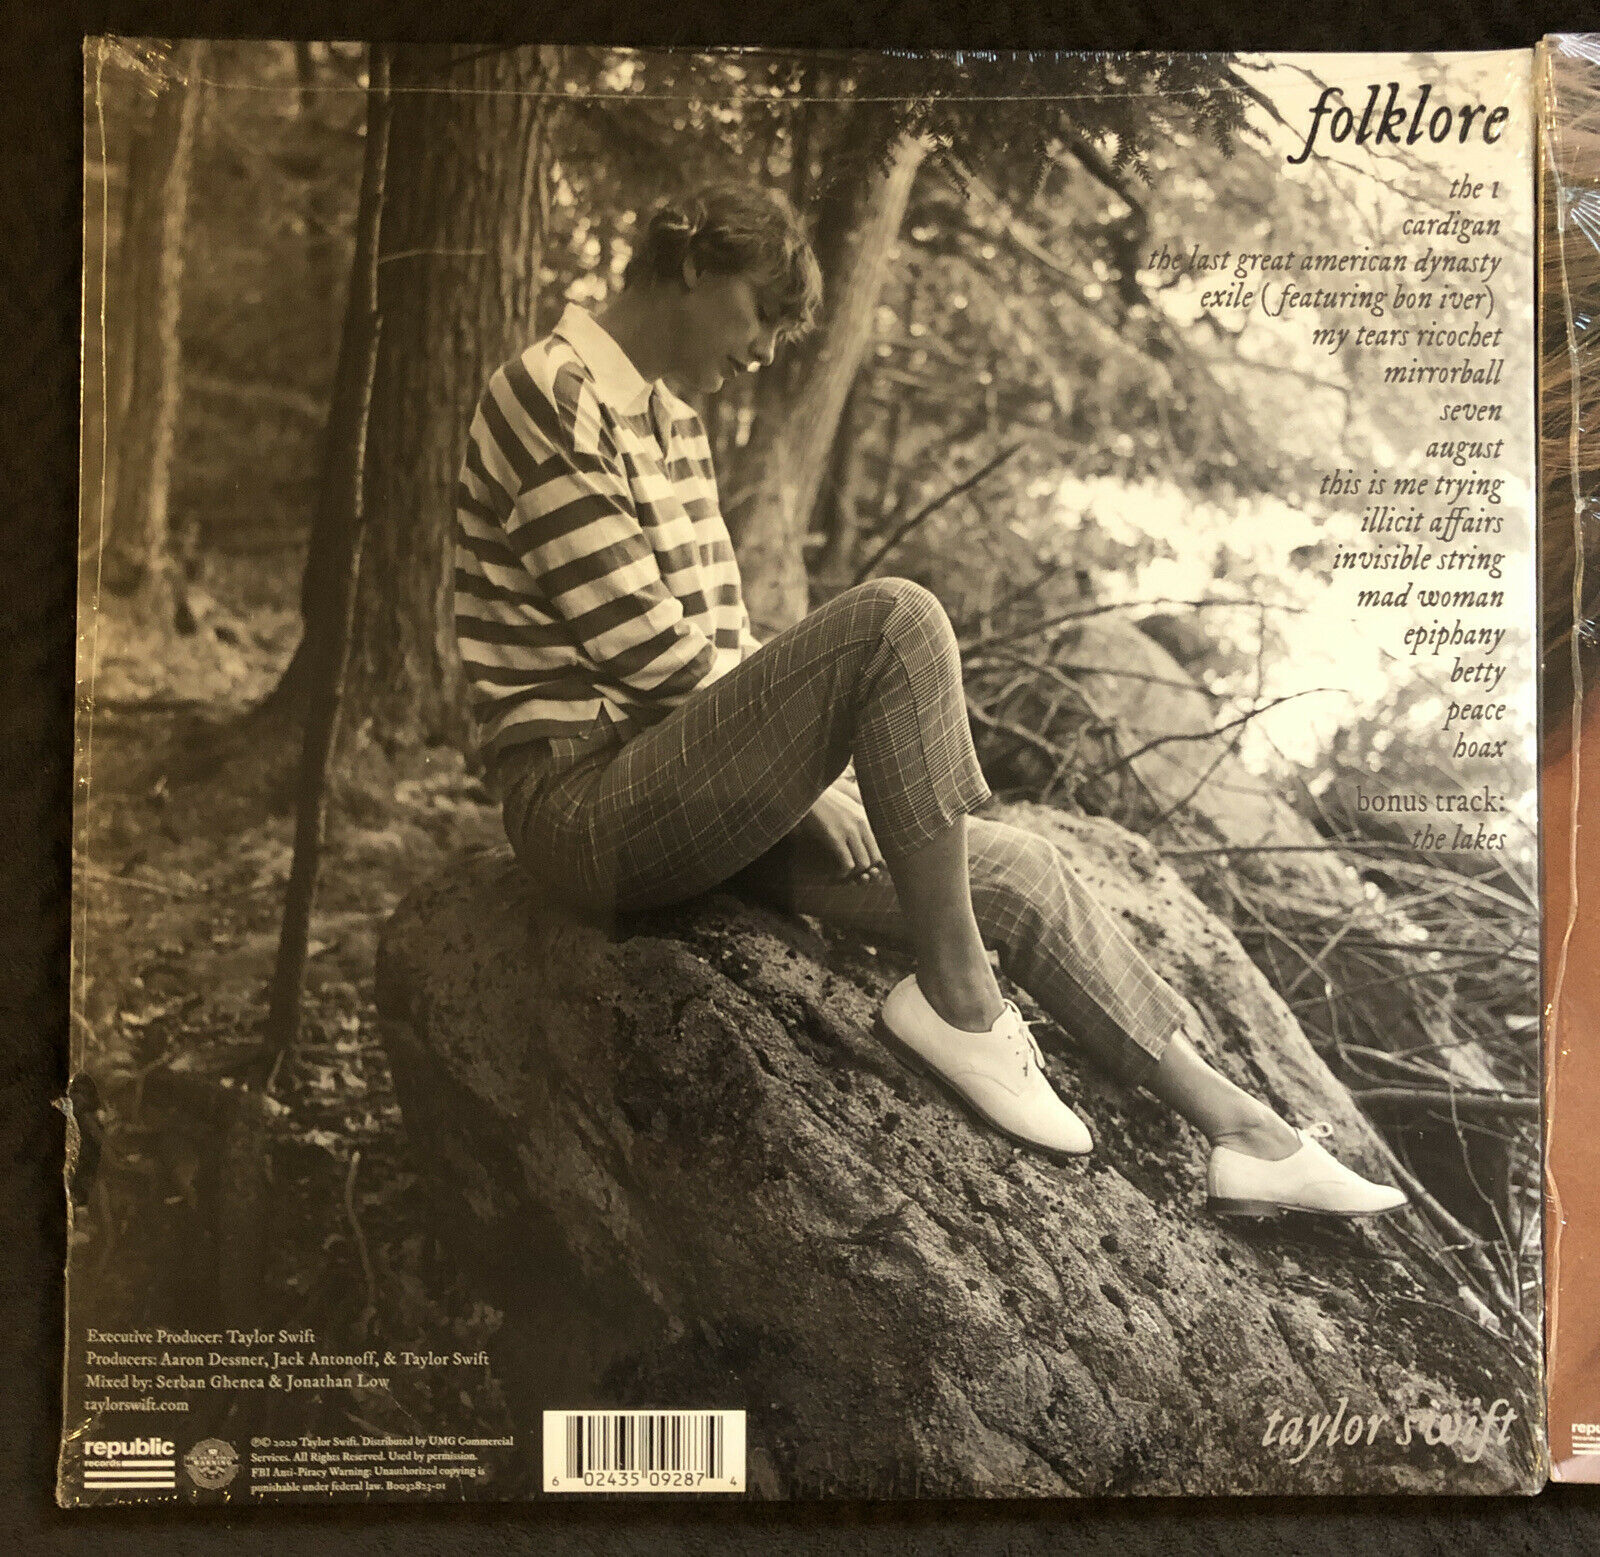 folklore
the 1
cardigan
the last great american dynasty
exile (featuring bon iver)
my tears ricochet
mirrorball
seven
august
this is me trying
illicit affairs
invisible string
mad woman
epiphany
betty
peace
hoax
bonus track:
the lakes
Executive Producer: Taylor Swift
Producers: Aaron Dessner, Jack Antonoff, & Taylor Swift
Mixed by: Serban Ghenea & Jonathan Low
taylorswift.com
taylor swift
republic
records
℗© 2020 Taylor Swift. Distributed by UMG Commercial
Services. All Rights Reserved. Used by permission.
FBI Anti-Piracy Warning: Unauthorized copying is
punishable under federal law. B0032823-01
6 02435 09287 4